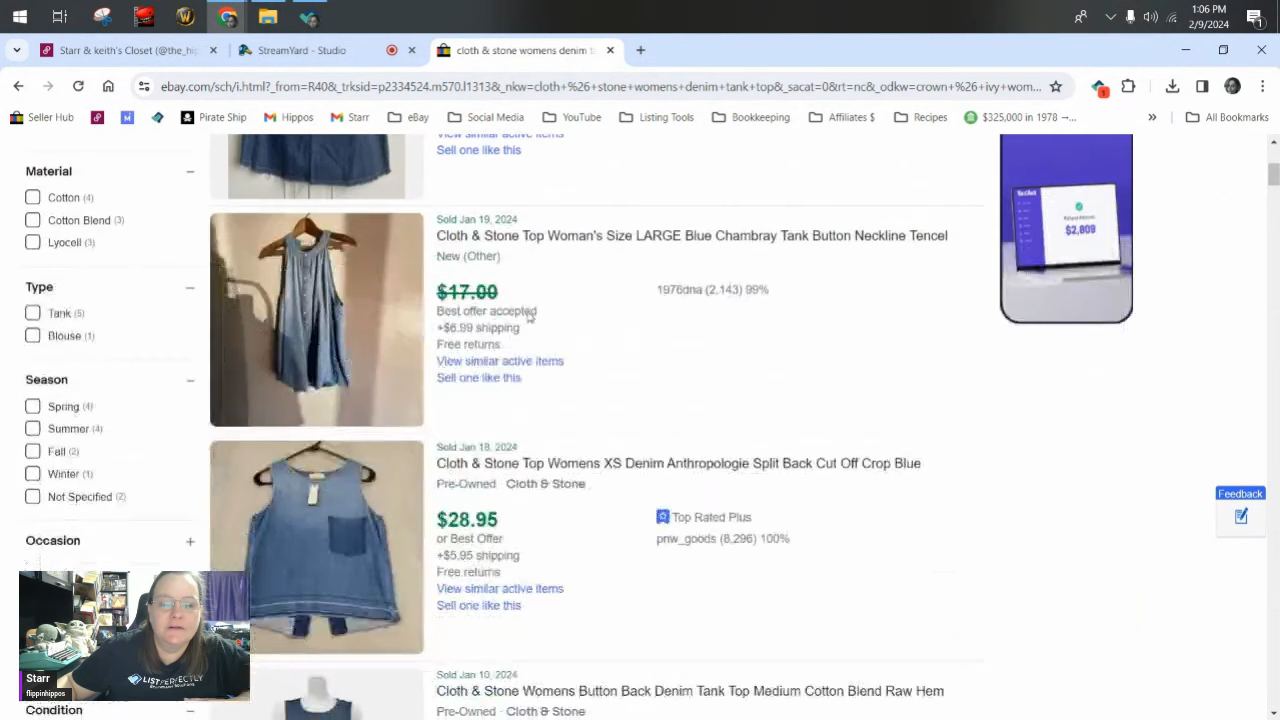 1:06 PM
2/9/2024
Starr & keith's Closet (@the_hip
StreamYard - Studio
cloth & stone womens denim t
ebay.com/sch/i.html?_from=R40&_trksid=p2334524.m570.l1313&_nkw=cloth+%26+stone+womens+denim+tank+top&_sacat=0&rt=nc&_odkw=crown+%26+ivy+wom...
Seller Hub
Pirate Ship
Hippos
Starr
eBay
Social Media
YouTube
Listing Tools
Bookkeeping
Affiliates $
Recipes
$325,000 in 1978 →...
All Bookmarks
View similar active items
Sell one like this
Material
Cotton (4)
Cotton Blend (3)
Lyocell (3)
Type
Tank (5)
Blouse (1)
Season
Spring (4)
Summer (4)
Fall (2)
Winter (1)
Not Specified (2)
Occasion
Condition
Sold Jan 19, 2024
Cloth & Stone Top Woman's Size LARGE Blue Chambray Tank Button Neckline Tencel
New (Other)
$17.00
1976dna (2,143) 99%
Best offer accepted
+$6.99 shipping
Free returns
View similar active items
Sell one like this
Sold Jan 18, 2024
Cloth & Stone Top Womens XS Denim Anthropologie Split Back Cut Off Crop Blue
Pre-Owned · Cloth & Stone
$28.95
Top Rated Plus
or Best Offer
pnw_goods (8,296) 100%
+$5.95 shipping
Free returns
View similar active items
Sell one like this
Sold Jan 10, 2024
Cloth & Stone Womens Button Back Denim Tank Top Medium Cotton Blend Raw Hem
Pre-Owned · Cloth & Stone
$2,809
Feedback
LISTPERFECTLY
Starr
flippinhippos